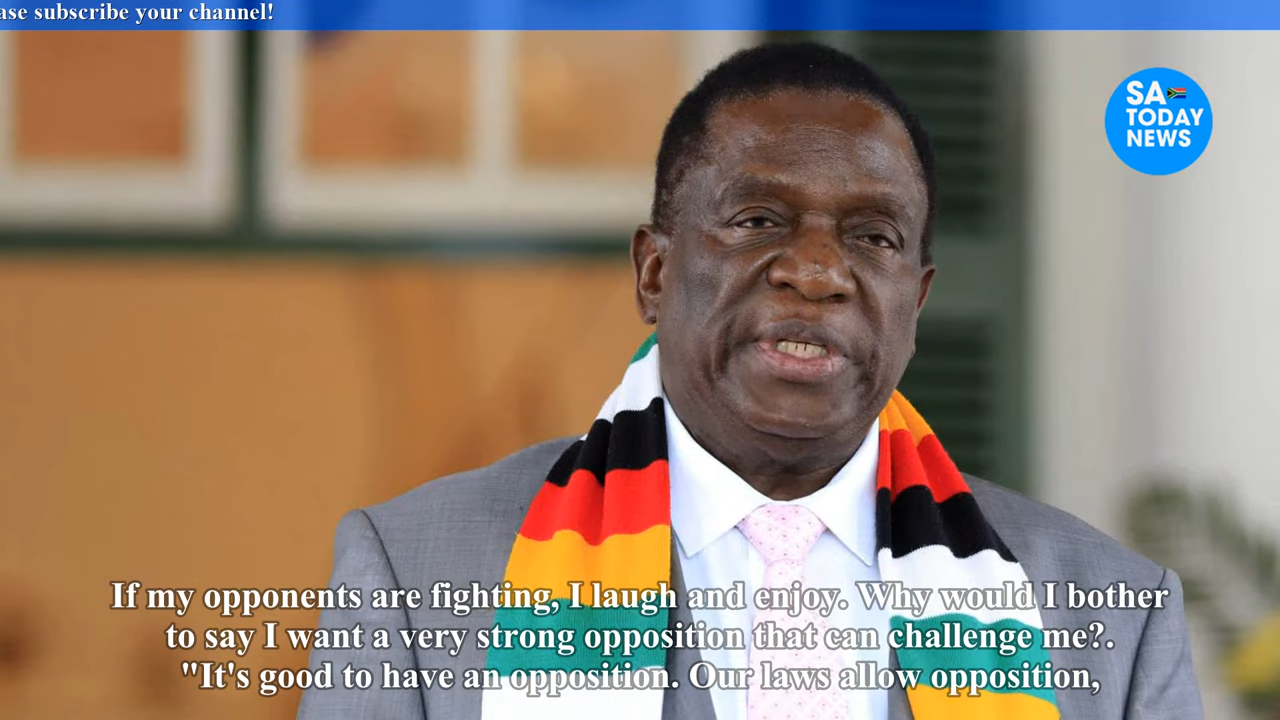 ase subscribe your channel!
SA
TODAY
NEWS
If my opponents are fighting, I laugh and enjoy. Why would I bother
to say I want a very strong opposition that can challenge me?.
"It's good to have an opposition. Our laws allow opposition,